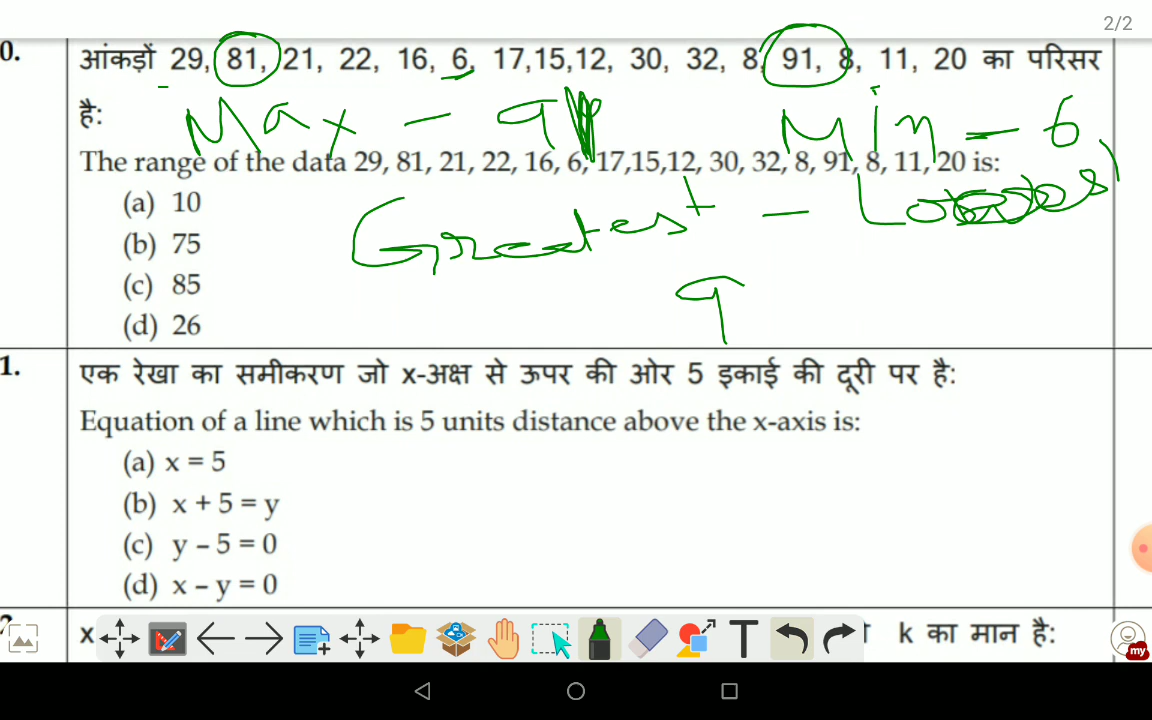 2/2
0. आंकड़ों 29, 81, 21, 22, 16, 6, 17,15,12, 30, 32, 8, 91, 8, 11, 20 का परिसर
है:
Max - 91 Min = 6
The range of the data 29, 81, 21, 22, 16, 6, 17,15,12, 30, 32, 8, 91, 8, 11, 20 is:
(a) 10
Greatest -
(b) 75
(c) 85
9
(d) 26
1. एक रेखा का समीकरण जो x-अक्ष से ऊपर की ओर 5 इकाई की दूरी पर है:
Equation of a line which is 5 units distance above the x-axis is:
(a) x = 5
(b) x + 5 = y
(c) y – 5 = 0
(d) x – y = 0
x
k का मान है:
T
my